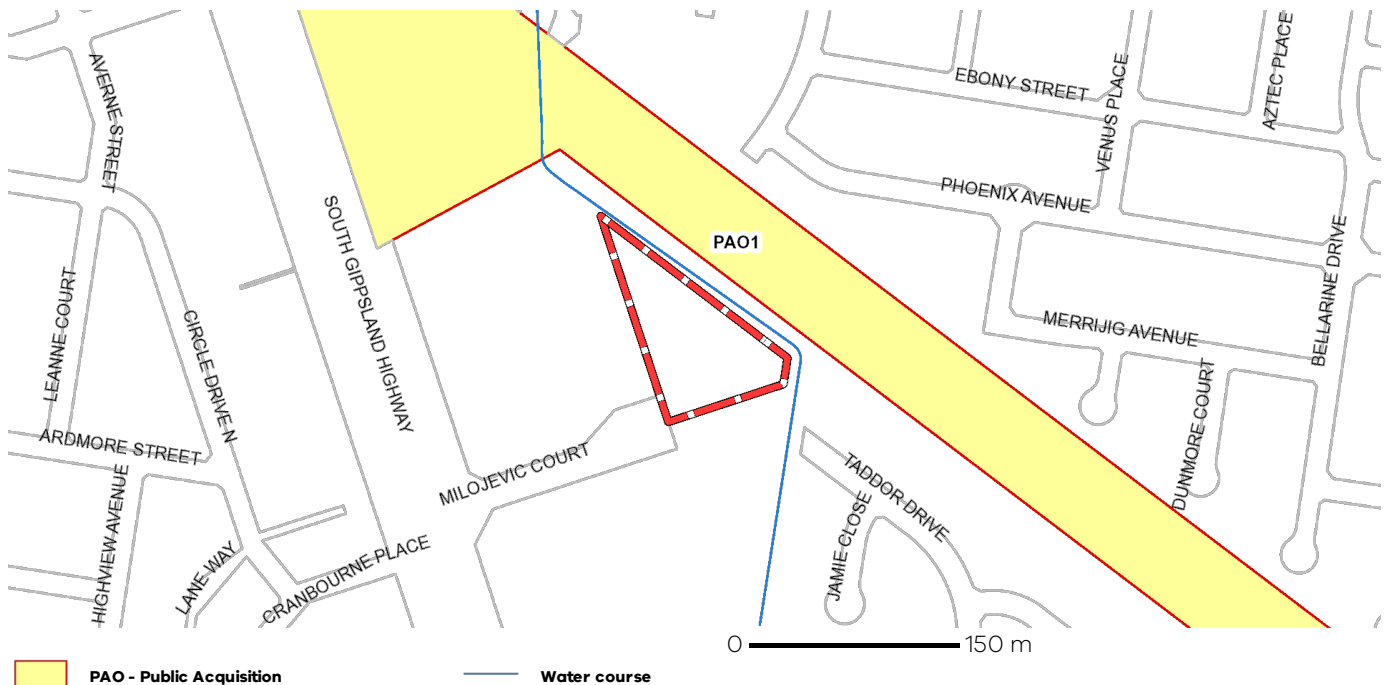 AVERNE STREET
EBONY STREET
VENUS PLACE
AZTEC PLACE
PHOENIX AVENUE
SOUTH GIPPSLAND HIGHWAY
PAO1
BELLARINE DRIVE
LEANNE COURT
CIRCLE DRIVE N
MERRIJIG AVENUE
DUNMORE COURT
ARDMORE STREET
MILOJEVIC COURT
TADDOR DRIVE
HIGHVIEW AVENUE
JAMIE CLOSE
LANE WAY
CRANBOURNE PLACE
0 150 m
PAO - Public Acquisition
Water course